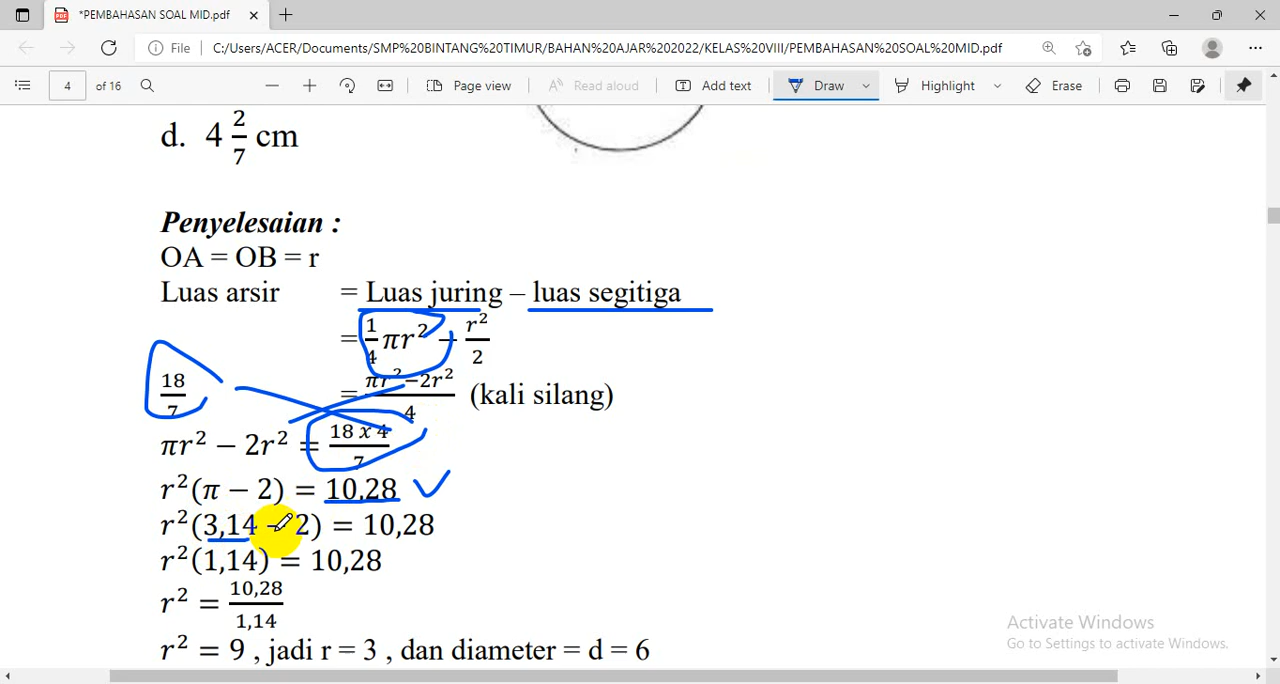 *PEMBAHASAN SOAL MID.pdf
File C:/Users/ACER/Documents/SMP%20BINTANG%20TIMUR/BAHAN%20AJAR%202022/KELAS%20VIII/PEMBAHASAN%20SOAL%20MID.pdf
4 of 16 Page view Read aloud Add text Draw Highlight Erase
d. 4 2/7 cm
Penyelesaian :
OA = OB = r
Luas arsir = Luas juring – luas segitiga
= 1/4 πr² − r²/2
18/7 = πr²−2r²/4 (kali silang)
πr² − 2r² = 18 x 4/7
r²(π − 2) = 10,28
r²(3,14 − 2) = 10,28
r²(1,14) = 10,28
r² = 10,28/1,14
r² = 9 , jadi r = 3 , dan diameter = d = 6
Activate Windows
Go to Settings to activate Windows.